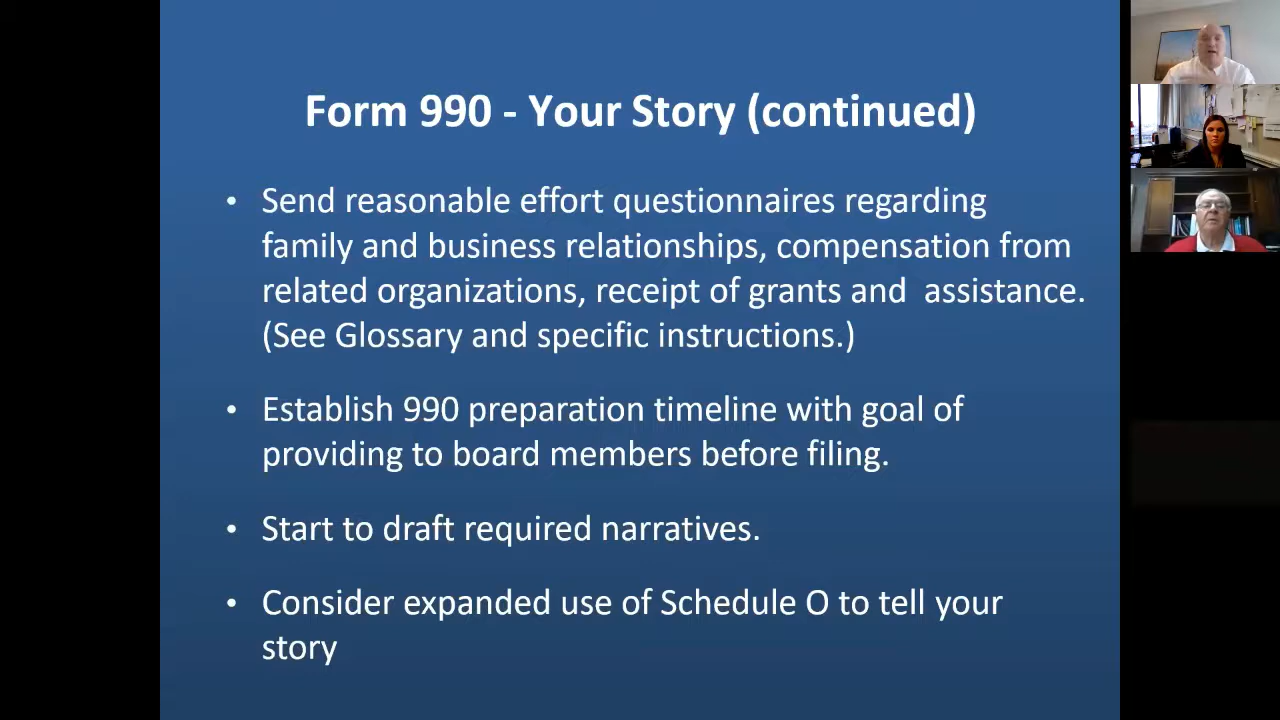 Form 990 - Your Story (continued)
• Send reasonable effort questionnaires regarding
family and business relationships, compensation from
related organizations, receipt of grants and  assistance.
(See Glossary and specific instructions.)
• Establish 990 preparation timeline with goal of
providing to board members before filing.
• Start to draft required narratives.
• Consider expanded use of Schedule O to tell your
story